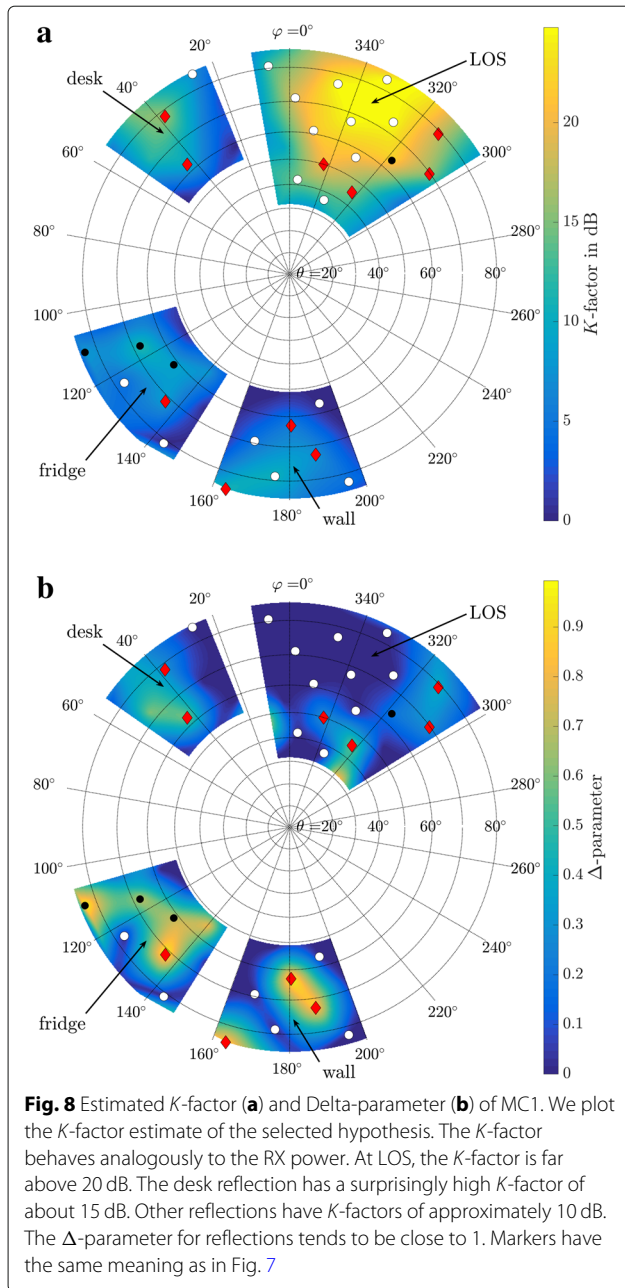 a
φ =0°
20°
340°
desk
40°
LOS
320°
60°
300°
80°
θ =20°
40°
60°
80°
280°
100°
260°
120°
240°
fridge
140°
220°
160°
180°
200°
wall
20
15
10
5
0
K-factor in dB
b
φ =0°
20°
340°
desk
40°
LOS
320°
60°
300°
80°
θ =20°
40°
60°
80°
280°
100°
260°
120°
240°
fridge
140°
220°
160°
180°
200°
wall
0.9
0.8
0.7
0.6
0.5
0.4
0.3
0.2
0.1
0
Δ-parameter
Fig. 8 Estimated K-factor (a) and Delta-parameter (b) of MC1. We plot
the K-factor estimate of the selected hypothesis. The K-factor
behaves analogously to the RX power. At LOS, the K-factor is far
above 20 dB. The desk reflection has a surprisingly high K-factor of
about 15 dB. Other reflections have K-factors of approximately 10 dB.
The Δ-parameter for reflections tends to be close to 1. Markers have
the same meaning as in Fig. 7